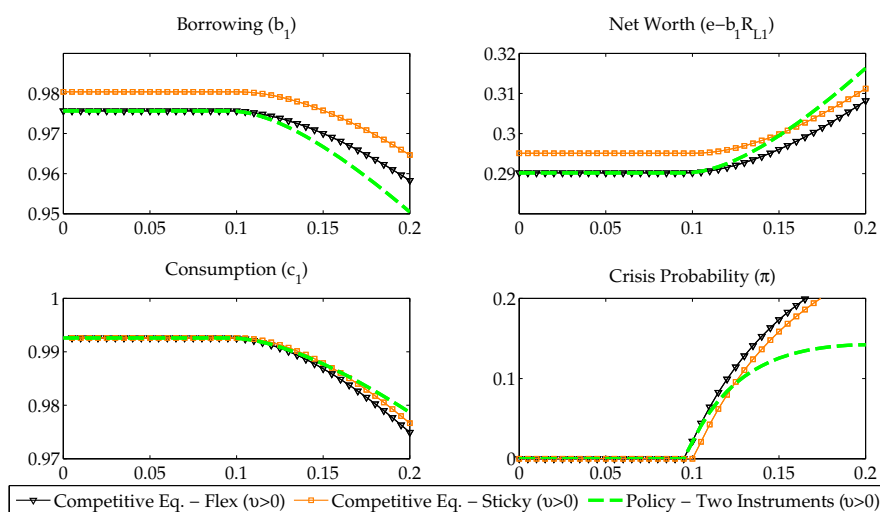 Borrowing (b1)
0.98
0.97
0.96
0.95
0 0.05 0.1 0.15 0.2
Net Worth (e−b1RL1)
0.32
0.31
0.3
0.29
0 0.05 0.1 0.15 0.2
Consumption (c1)
1
0.99
0.98
0.97
0 0.05 0.1 0.15 0.2
Crisis Probability (π)
0.2
0.1
0
0 0.05 0.1 0.15 0.2
Competitive Eq. − Flex (υ>0) Competitive Eq. − Sticky (υ>0) Policy − Two Instruments (υ>0)